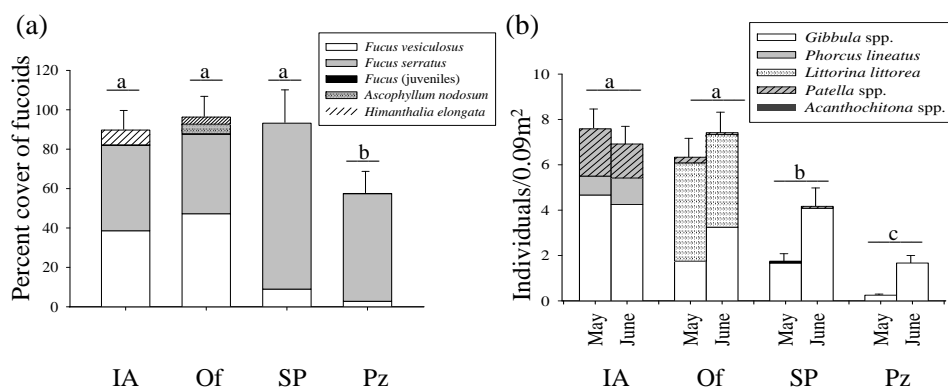 (a)
Fucus vesiculosus
Fucus serratus
Fucus (juveniles)
Ascophyllum nodosum
Himanthalia elongata
Percent cover of fucoids
120
100
80
60
40
20
0
a
a
a
b
IA Of SP Pz
(b)
Gibbula spp.
Phorcus lineatus
Littorina littorea
Patella spp.
Acanthochitona spp.
Individuals/0.09m²
10
8
6
4
2
0
a
a
b
c
May June May June May June May June
IA Of SP Pz